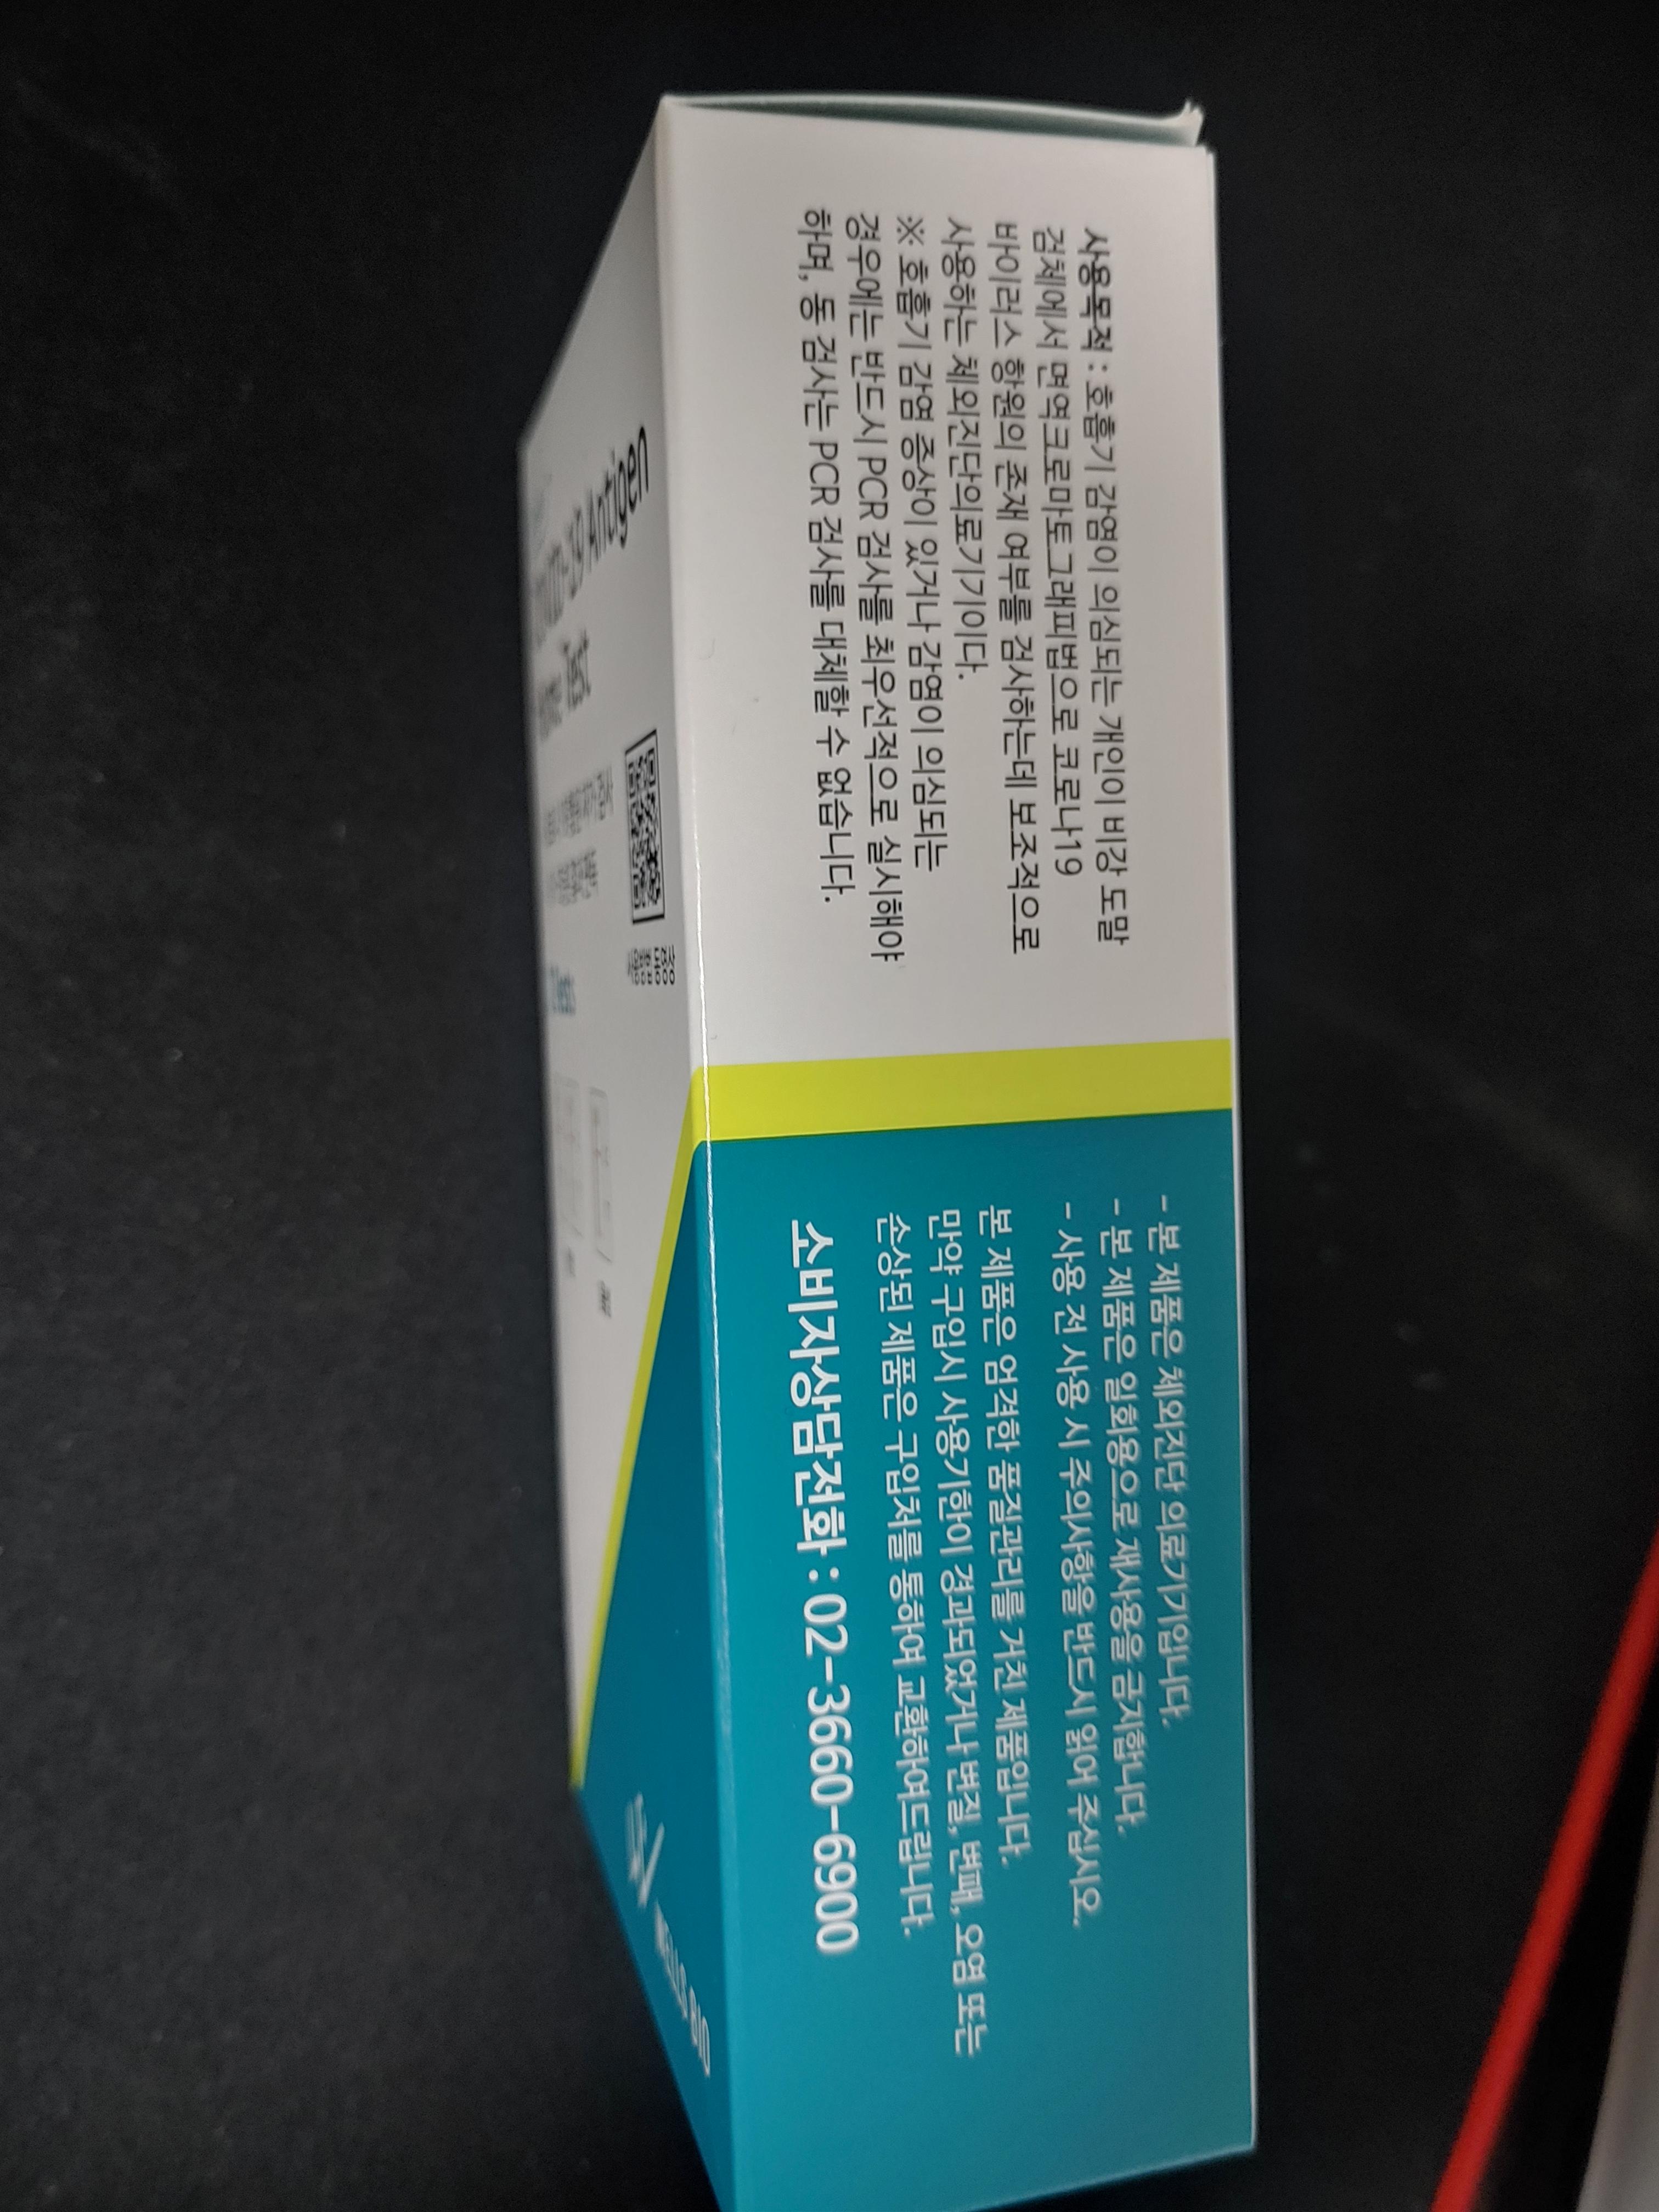 사용목적 : 호흡기 감염이 의심되는 개인이 비강 도말
검체에서 면역크로마토그래피법으로 코로나19
바이러스 항원의 존재 여부를 검사하는데 보조적으로
사용하는 체외진단의료기기이다.
※ 호흡기 감염 증상이 있거나 감염이 의심되는
경우에는 반드시 PCR 검사를 최우선적으로 실시해야
하며, 동 검사는 PCR 검사를 대체할 수 없습니다.
- 본 제품은 체외진단 의료기기입니다.
- 본 제품은 일회용으로 재사용을 금지합니다.
- 사용 전 사용 시 주의사항을 반드시 읽어 주십시오.
본 제품은 엄격한 품질관리를 거친 제품입니다.
만약 구입시 사용기한이 경과되었거나 변질, 변패, 오염 또는
손상된 제품은 구입처를 통하여 교환하여드립니다.
소비자상담전화 : 02-3660-6900
-19 Antigen
Test
WELLS BIO